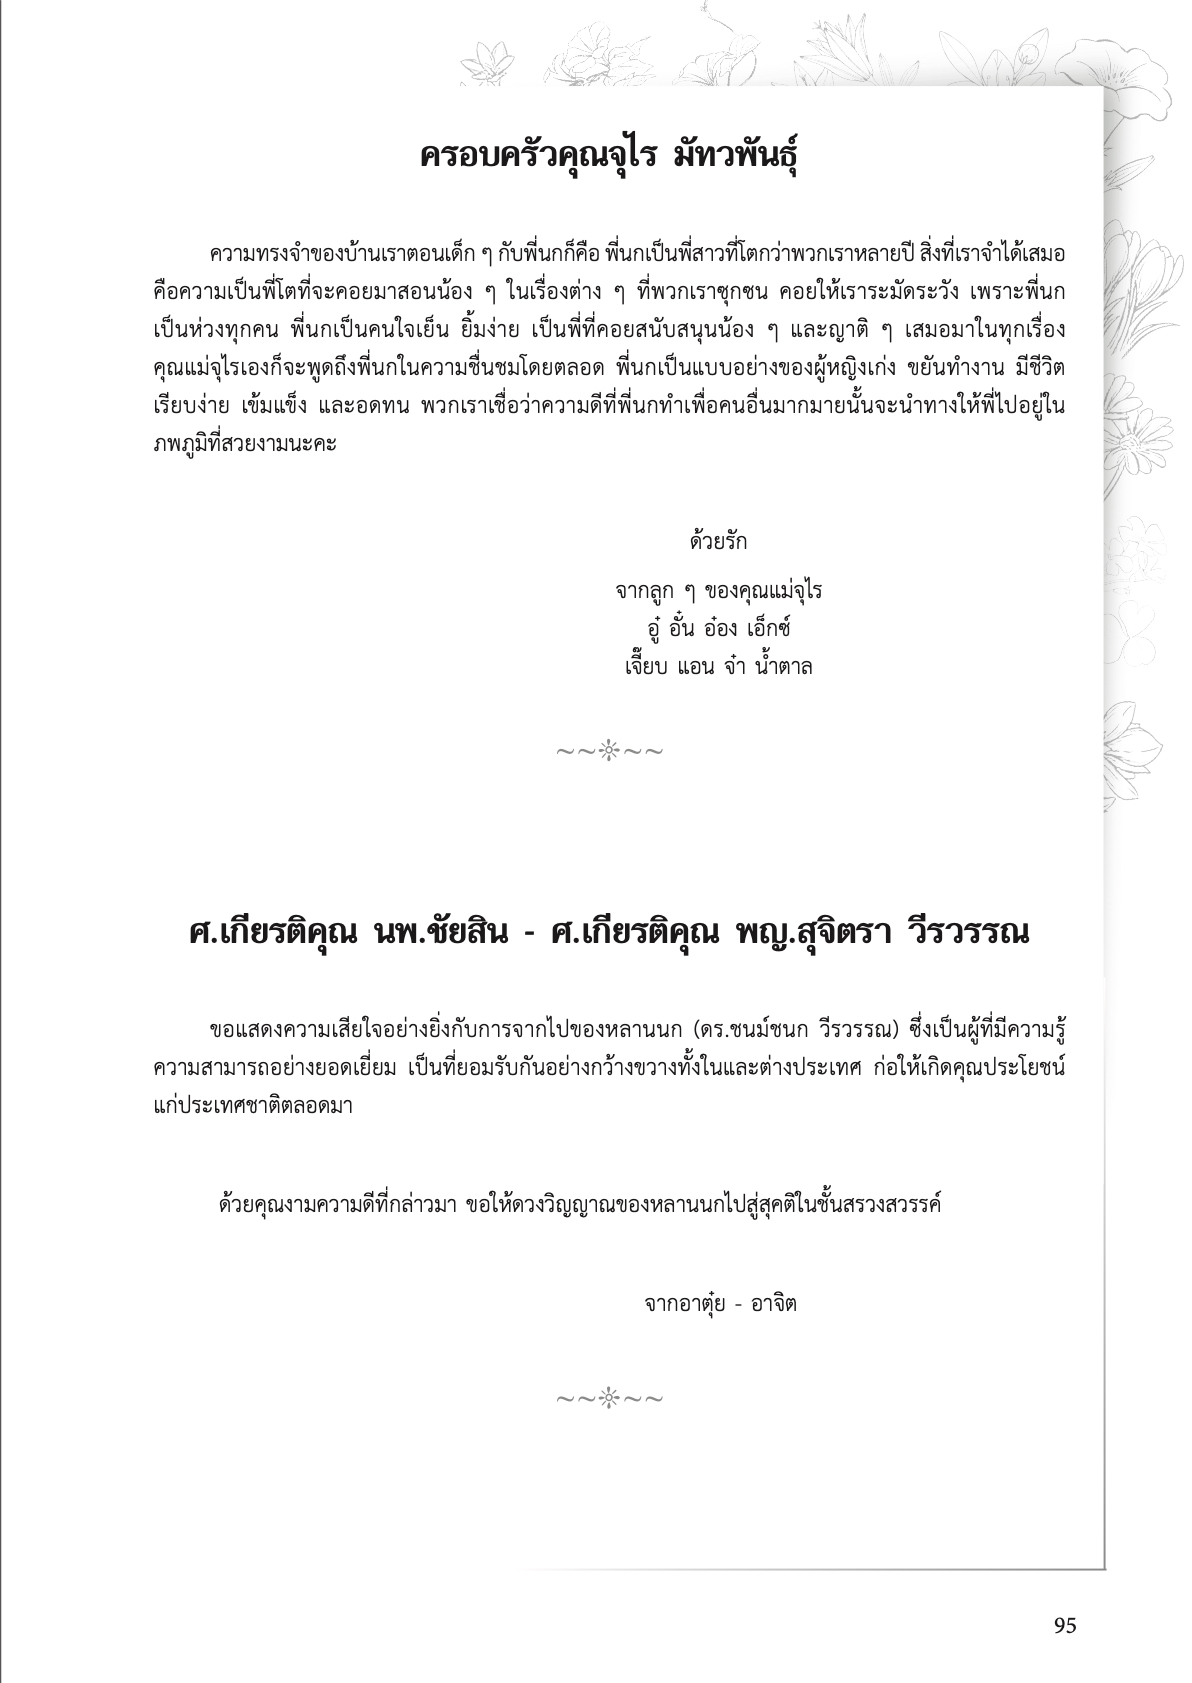 ครอบครัวคุณจุไร มัทวพันธุ์
ความทรงจำของบ้านเราตอนเด็ก ๆ กับพี่นกก็คือ พี่นกเป็นพี่สาวที่โตกว่าพวกเราหลายปี สิ่งที่เราจำได้เสมอ
คือความเป็นพี่โตที่จะคอยมาสอนน้อง ๆ ในเรื่องต่าง ๆ ที่พวกเราซุกซน คอยให้เราระมัดระวัง เพราะพี่นก
เป็นห่วงทุกคน พี่นกเป็นคนใจเย็น ยิ้มง่าย เป็นพี่ที่คอยสนับสนุนน้อง ๆ และญาติ ๆ เสมอมาในทุกเรื่อง
คุณแม่จุไรเองก็จะพูดถึงพี่นกในความชื่นชมโดยตลอด พี่นกเป็นแบบอย่างของผู้หญิงเก่ง ขยันทำงาน มีชีวิต
เรียบง่าย เข้มแข็ง และอดทน พวกเราเชื่อว่าความดีที่พี่นกทำเพื่อคนอื่นมากมายนั้นจะนำทางให้พี่ไปอยู่ใน
ภพภูมิที่สวยงามนะคะ
ด้วยรัก
จากลูก ๆ ของคุณแม่จุไร
อู๋ อั๋น อ๋อง เอ็กซ์
เจี๊ยบ แอน จ๋า น้ำตาล
~~❊~~
ศ.เกียรติคุณ นพ.ชัยสิน - ศ.เกียรติคุณ พญ.สุจิตรา วีรวรรณ
ขอแสดงความเสียใจอย่างยิ่งกับการจากไปของหลานนก (ดร.ชนม์ชนก วีรวรรณ) ซึ่งเป็นผู้ที่มีความรู้
ความสามารถอย่างยอดเยี่ยม เป็นที่ยอมรับกันอย่างกว้างขวางทั้งในและต่างประเทศ ก่อให้เกิดคุณประโยชน์
แก่ประเทศชาติตลอดมา
ด้วยคุณงามความดีที่กล่าวมา ขอให้ดวงวิญญาณของหลานนกไปสู่สุคติในชั้นสรวงสวรรค์
จากอาตุ๋ย - อาจิต
~~❊~~
95